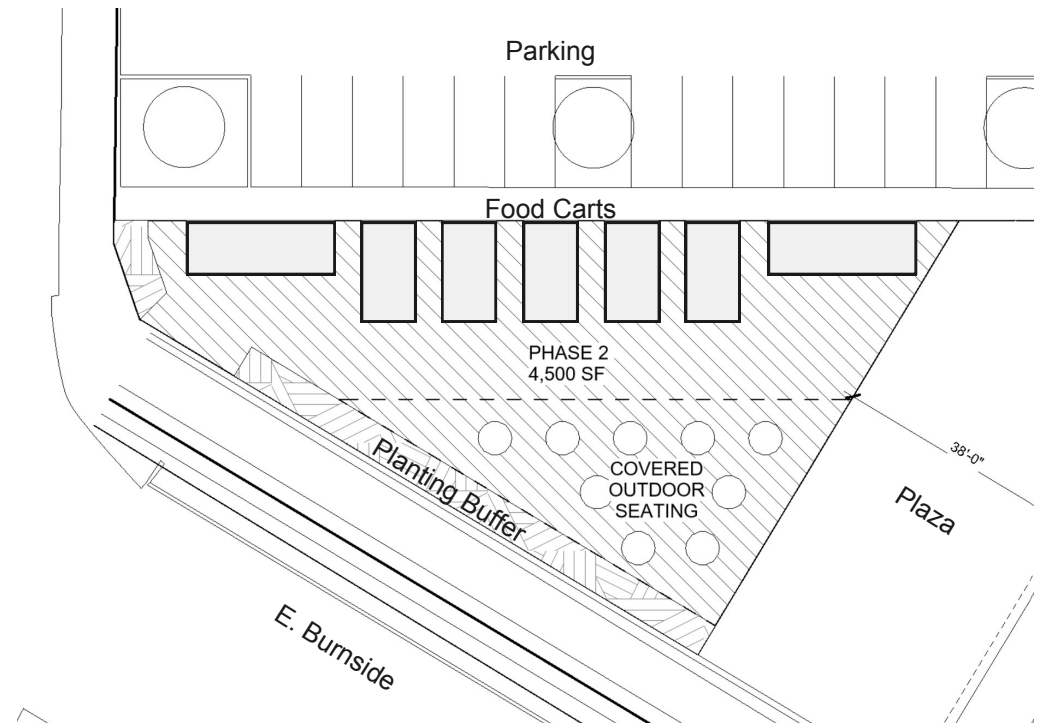 Parking
Food Carts
PHASE 2
4,500 SF
COVERED
OUTDOOR
SEATING
38'-0"
Plaza
Planting Buffer
E. Burnside